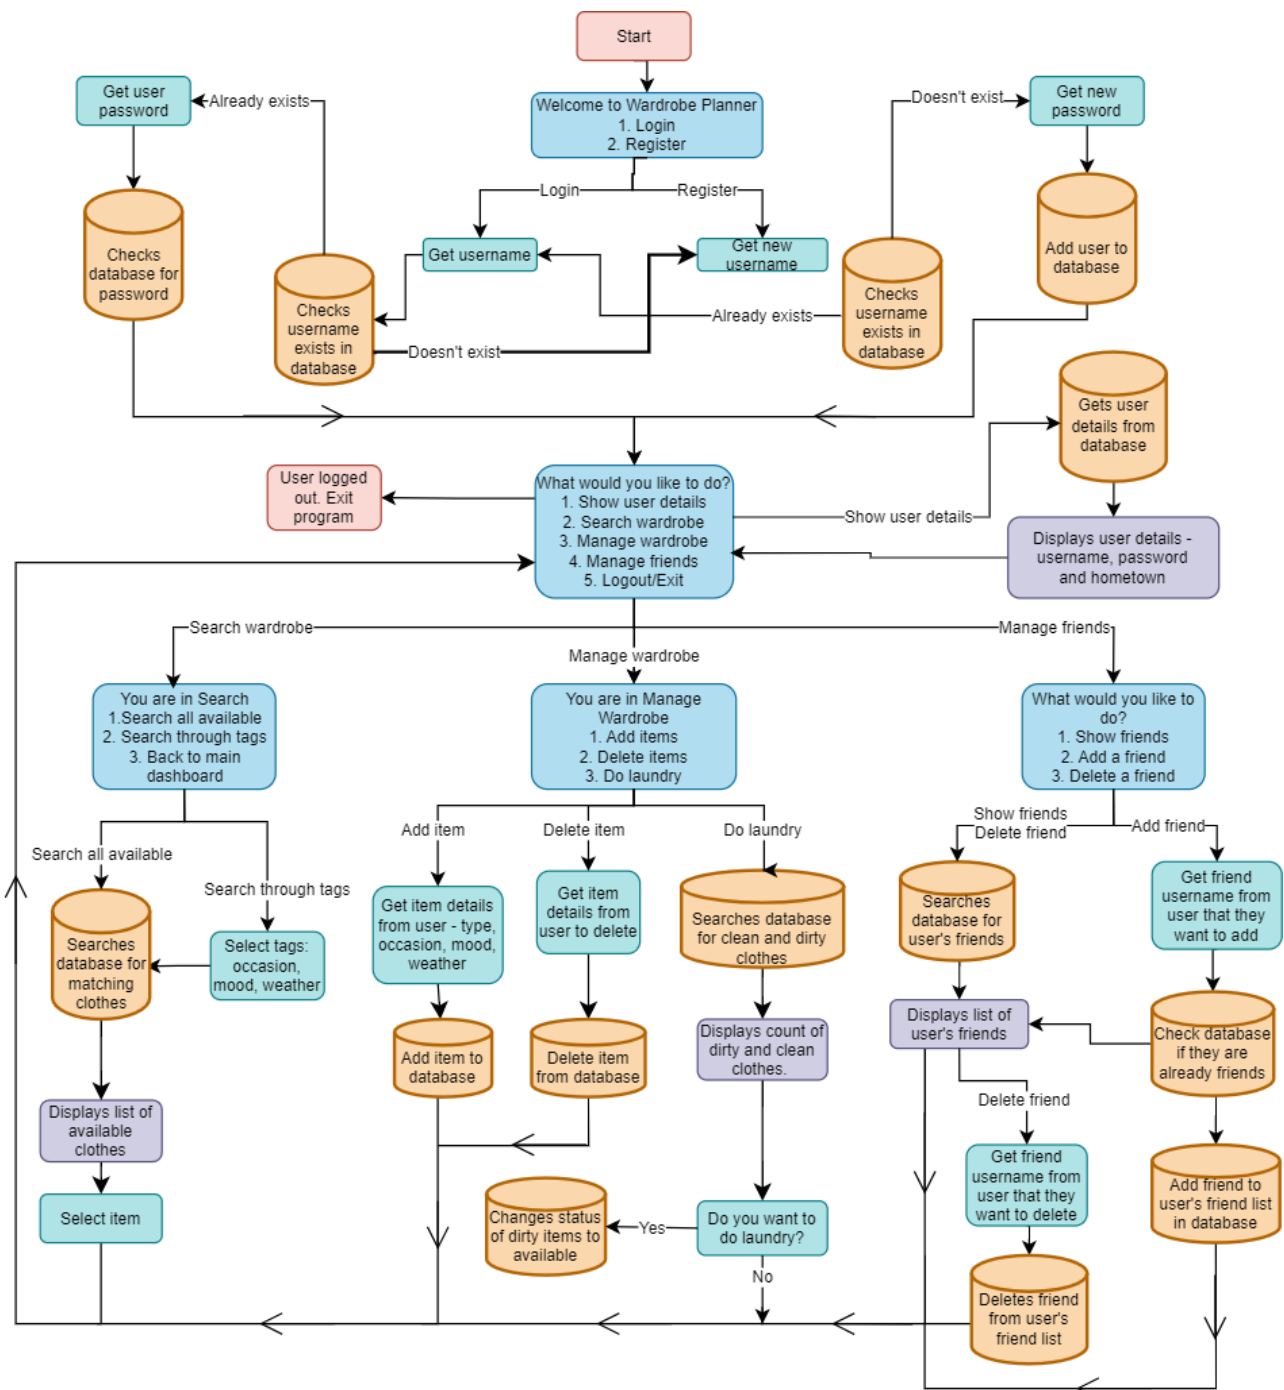 Start
Welcome to Wardrobe Planner
1. Login
2. Register
Get user
password
Already exists
Doesn't exist
Get new
password
Login
Register
Get username
Get new
username
Checks
database for
password
Checks
username
exists in
database
Doesn't exist
Already exists
Checks
username
exists in
database
Add user to
database
Gets user
details from
database
User logged
out. Exit
program
What would you like to do?
1. Show user details
2. Search wardrobe
3. Manage wardrobe
4. Manage friends
5. Logout/Exit
Show user details
Displays user details -
username, password
and hometown
Search wardrobe
Manage wardrobe
Manage friends
You are in Search
1.Search all available
2. Search through tags
3. Back to main
dashboard
You are in Manage
Wardrobe
1. Add items
2. Delete items
3. Do laundry
What would you like to
do?
1. Show friends
2. Add a friend
3. Delete a friend
Search all available
Search through tags
Add item
Delete item
Do laundry
Show friends
Delete friend
Add friend
Searches
database for
matching
clothes
Select tags:
occasion,
mood, weather
Get item details
from user - type,
occasion, mood,
weather
Get item
details from
user to delete
Searches database
for clean and dirty
clothes
Searches
database for
user's friends
Get friend
username from
user that they
want to add
Add item to
database
Delete item
from database
Displays count of
dirty and clean
clothes.
Displays list of
user's friends
Check database
if they are
already friends
Displays list of
available
clothes
Delete friend
Get friend
username from
user that they
want to delete
Add friend to
user's friend list
in database
Select item
Changes status
of dirty items to
available
Yes
Do you want to
do laundry?
No
Deletes friend
from user's
friend list